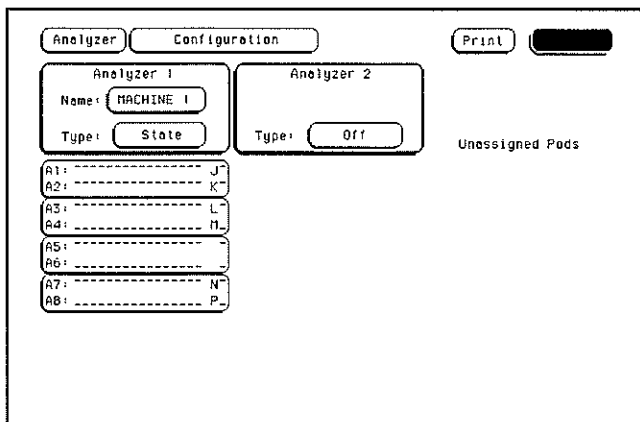 Analyzer Configuration Print
Analyzer 1 Analyzer 2
Name: MACHINE 1
Type: State Type: Off
Unassigned Pods
A1: ---------------- J
A2: ---------------- K
A3: ---------------- L
A4: ---------------- M
A5: ----------------
A6: ----------------
A7: ---------------- N
A8: ---------------- P